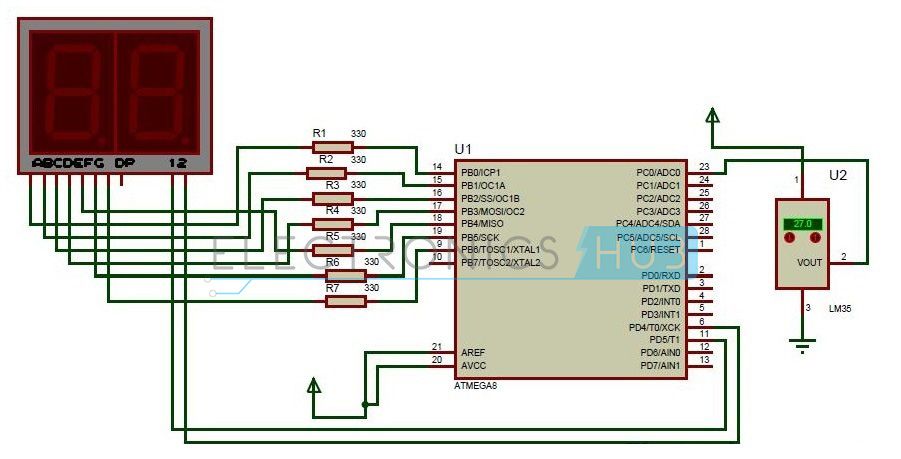 ABCDEFG DP 12
R1 330
R2 330
R3 330
R4 330
R5 330
R6 330
R7 330
U1
14 PB0/ICP1
15 PB1/OC1A
16 PB2/SS/OC1B
17 PB3/MOSI/OC2
18 PB4/MISO
19 PB5/SCK
9 PB6/TOSC1/XTAL1
10 PB7/TOSC2/XTAL2
21 AREF
20 AVCC
PC0/ADC0 23
PC1/ADC1 24
PC2/ADC2 25
PC3/ADC3 26
PC4/ADC4/SDA 27
PC5/ADC5/SCL 28
PC6/RESET 1
PD0/RXD 2
PD1/TXD 3
PD2/INT0 4
PD3/INT1 5
PD4/T0/XCK 6
PD5/T1 11
PD6/AIN0 12
PD7/AIN1 13
ATMEGA8
U2
1
27.0
VOUT 2
3
LM35
ELECTRONICS HUB